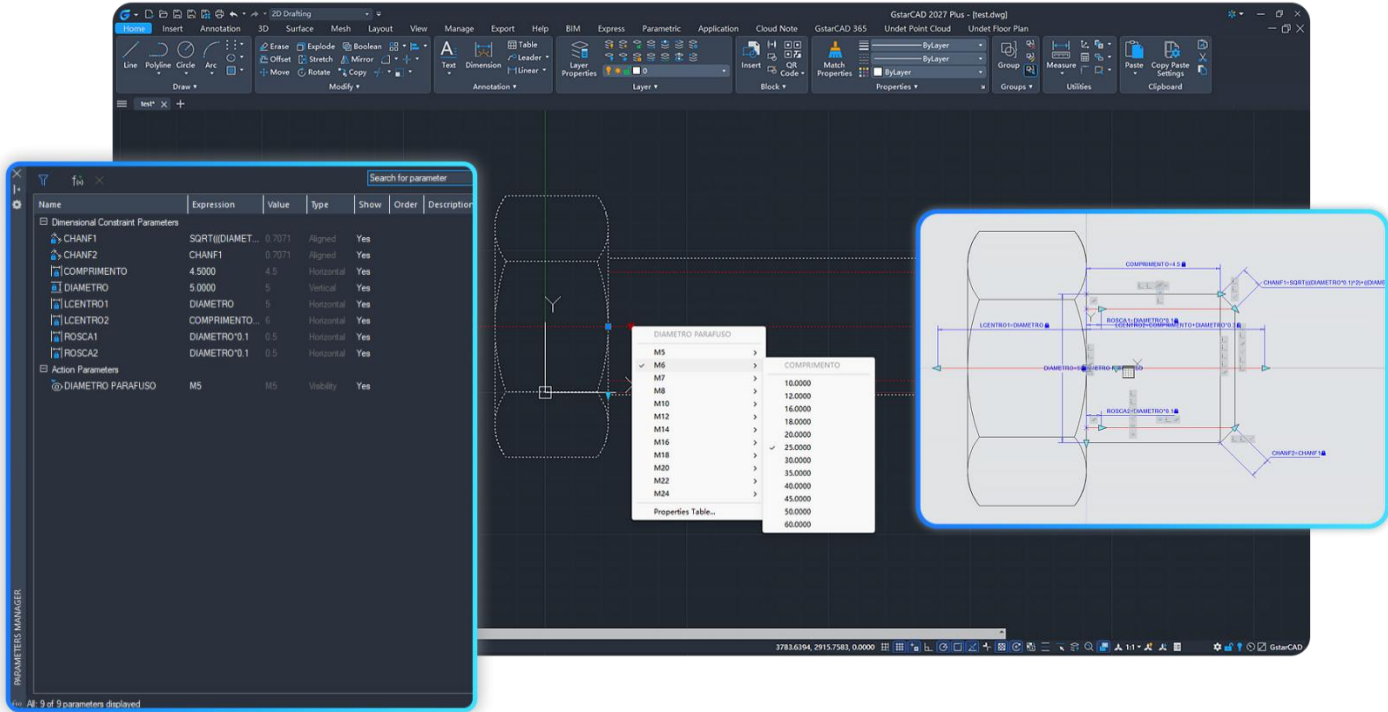 2D Drafting
GstarCAD 2027 Plus - [test.dwg]
Home Insert Annotation 3D Surface Mesh Layout View Manage Export Help BIM Express Parametric Application Cloud Note GstarCAD 365 Undet Point Cloud Undet Floor Plan
Line Polyline Circle Arc
Erase Explode Boolean
Offset Stretch Mirror
Move Rotate Copy
Text Dimension
Table
Leader
Linear
Layer Properties
0
Insert
QR Code
Match Properties
ByLayer
ByLayer
ByLayer
Group
Measure
Paste
Copy Paste Settings
Draw Modify Annotation Layer Block Properties Groups Utilities Clipboard
test*
Search for parameter
Name Expression Value Type Show Order Description
Dimensional Constraint Parameters
CHANF1 SQRT(((DIAMET... 0.7071 Aligned Yes
CHANF2 CHANF1 0.7071 Aligned Yes
COMPRIMENTO 4.5000 4.5 Horizontal Yes
DIAMETRO 5.0000 5 Vertical Yes
LCENTRO1 DIAMETRO 5 Horizontal Yes
LCENTRO2 COMPRIMENTO... 6 Horizontal Yes
ROSCA1 DIAMETRO*0.1 0.5 Horizontal Yes
ROSCA2 DIAMETRO*0.1 0.5 Horizontal Yes
Action Parameters
DIAMETRO PARAFUSO M5 M5 Visibility Yes
PARAMETERS MANAGER
All: 9 of 9 parameters displayed
Y
DIAMETRO PARAFUSO
M5
M6
M7
M8
M10
M12
M14
M16
M18
M20
M22
M24
Properties Table...
COMPRIMENTO
10.0000
12.0000
16.0000
18.0000
20.0000
25.0000
30.0000
35.0000
40.0000
45.0000
50.0000
60.0000
COMPRIMENTO=4.5
CHANF1=SQRT(((DIAMETRO*0.1)^2)+((DIAME
ROSCA1=DIAMETRO*0.1
LCENTRO1=DIAMETRO
LCENTRO2=COMPRIMENTO+DIAMETRO*0.3
ROSCA2=DIAMETRO*0.1
CHANF2=CHANF1
3783.6394, 2915.7583, 0.0000
1:1
GstarCAD